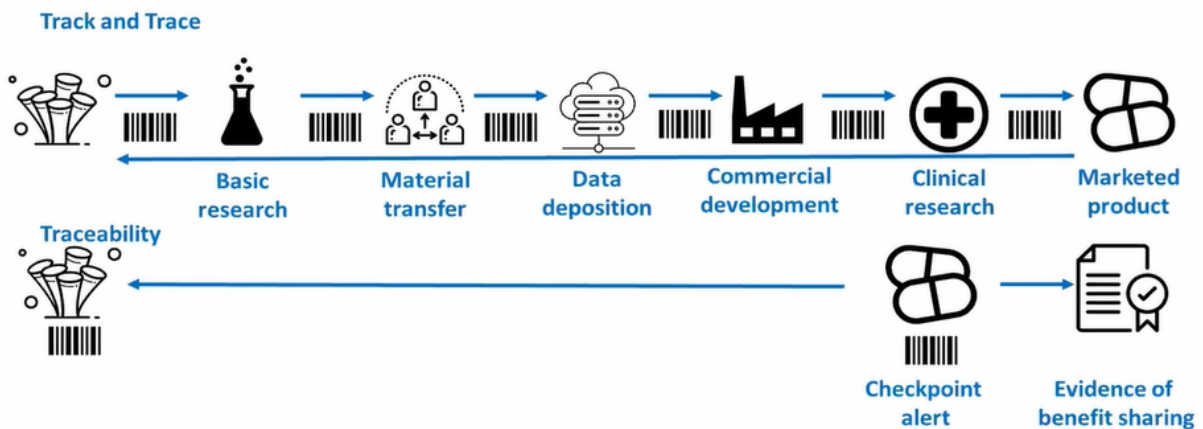 Track and Trace
Basic
research
Material
transfer
Data
deposition
Commercial
development
Clinical
research
Marketed
product
Traceability
Checkpoint
alert
Evidence of
benefit sharing